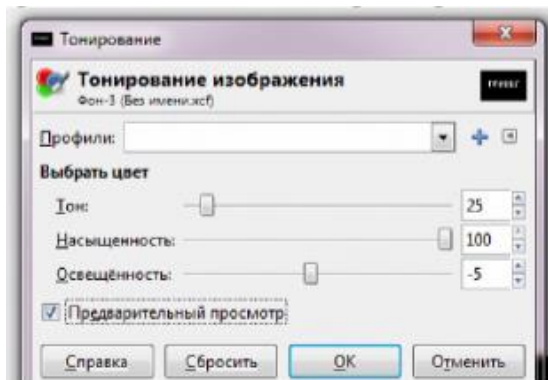 Тонирование
Тонирование изображения
Фон-3 (Без имени.xcf)
Профили:
Выбрать цвет
Тон: 25
Насыщенность: 100
Освещённость: -5
Предварительный просмотр
Справка Сбросить OK Отменить